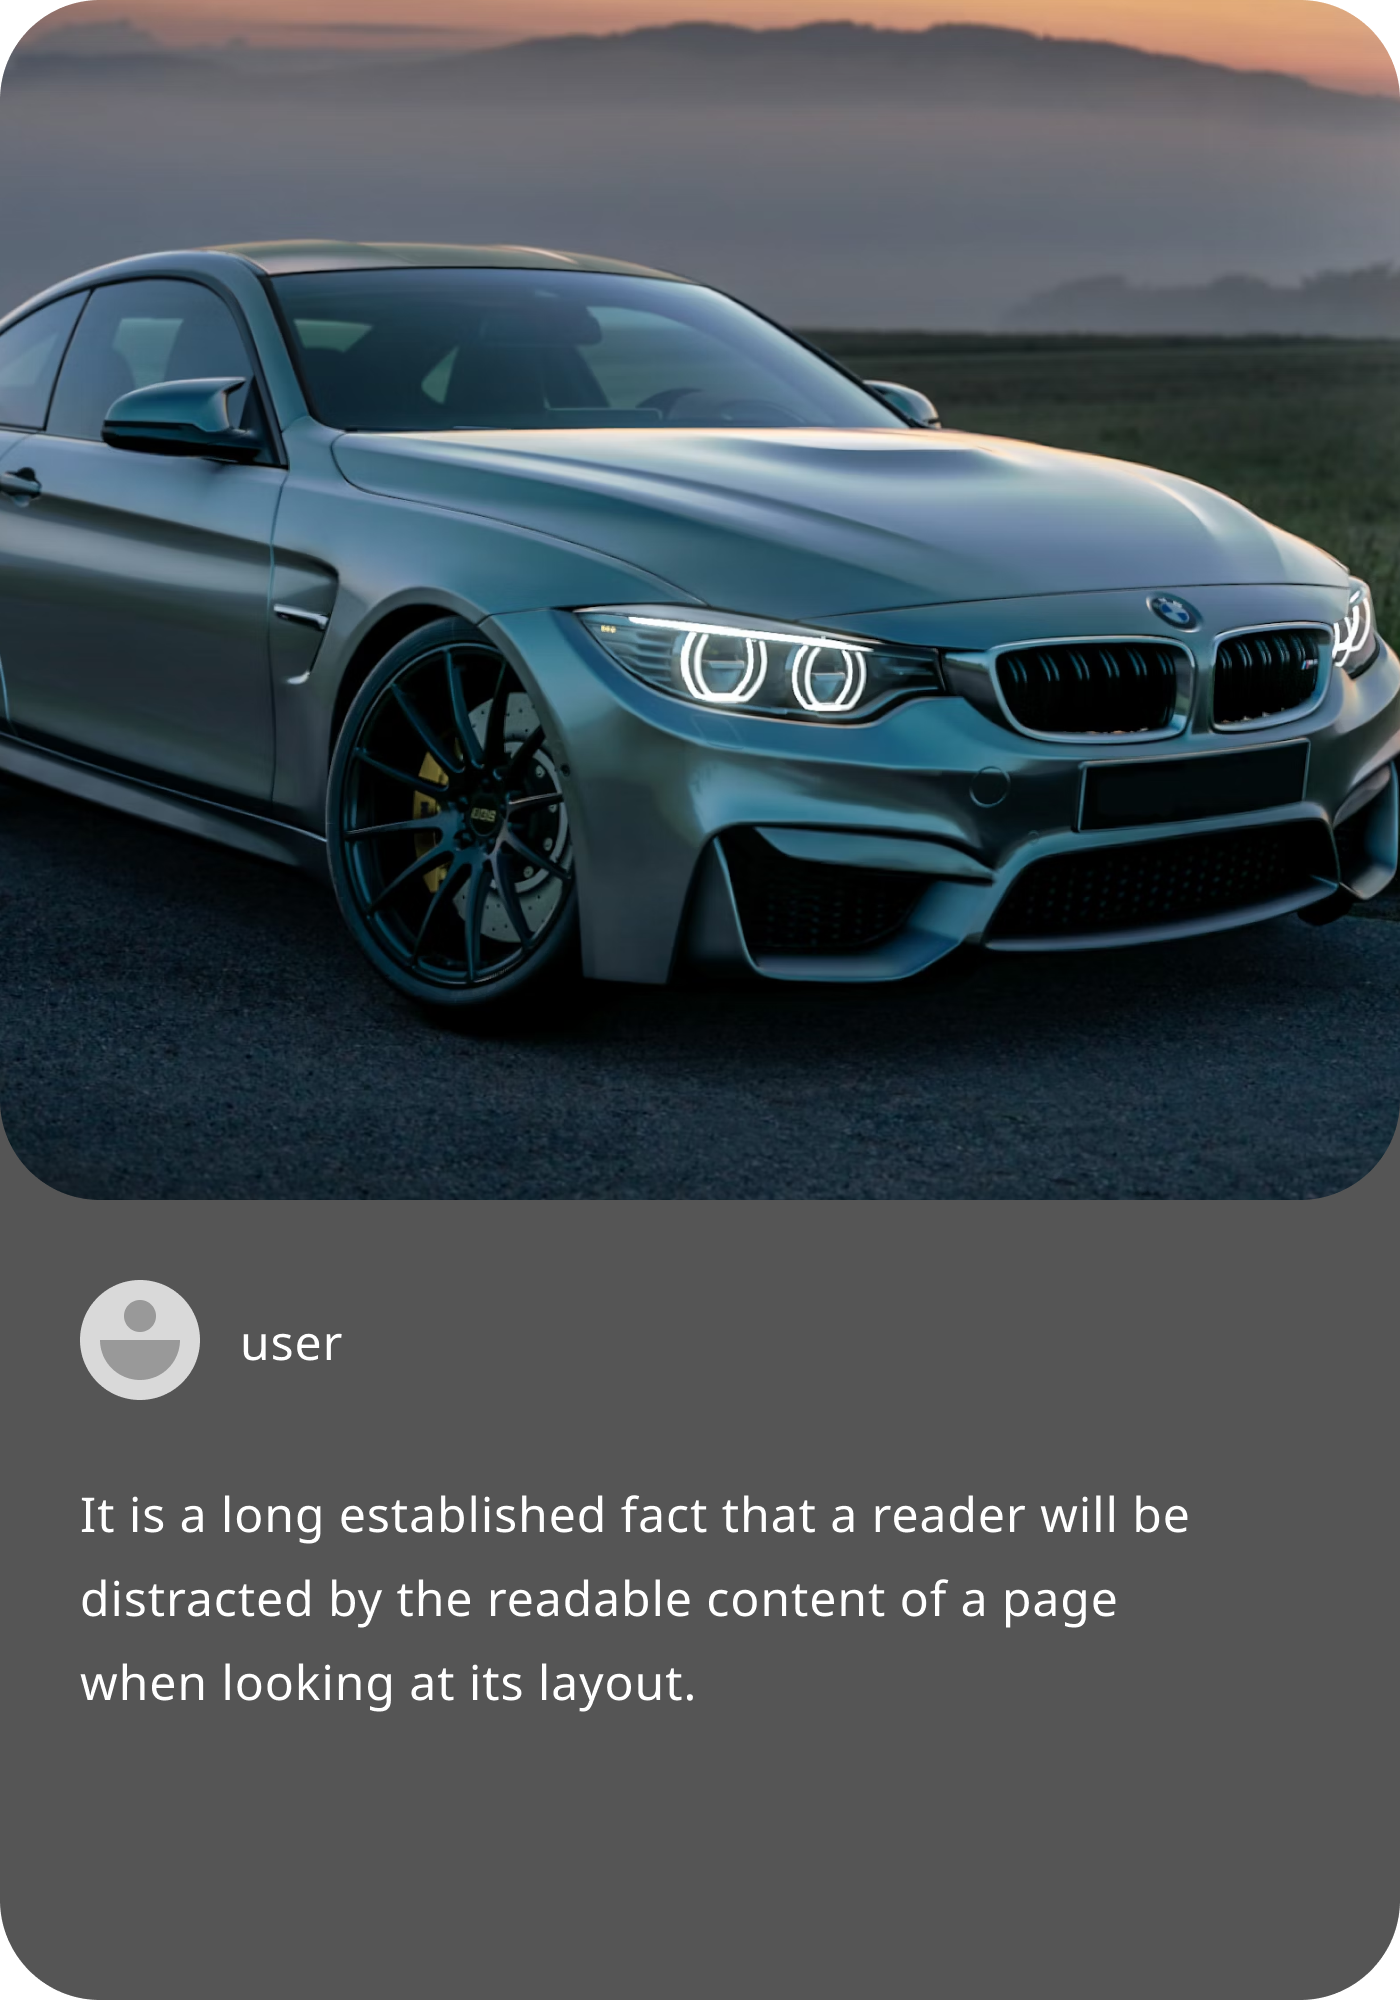 user
It is a long established fact that a reader will be
distracted by the readable content of a page
when looking at its layout.